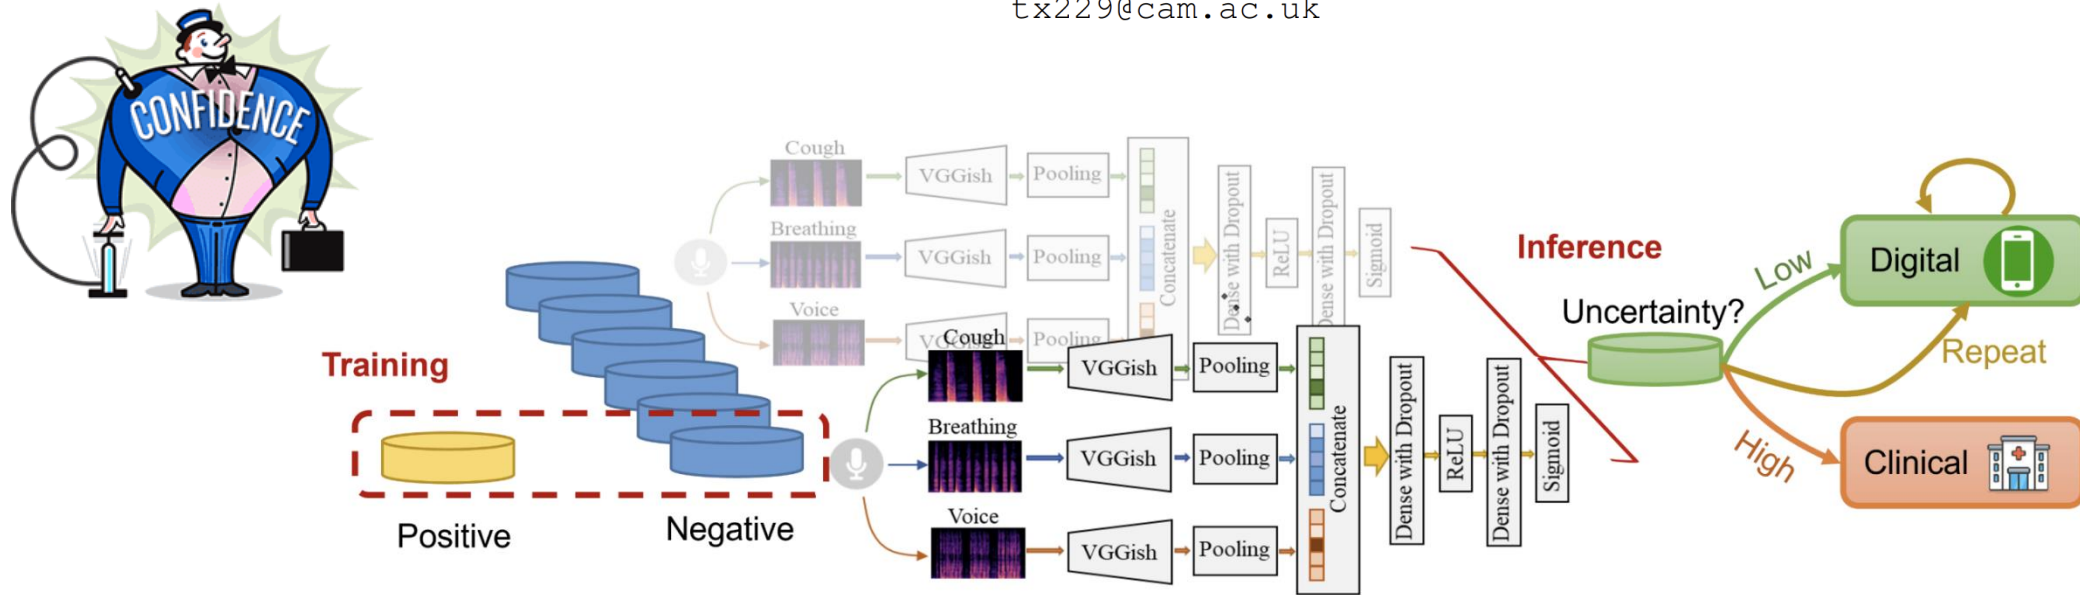 tx229@cam.ac.uk
CONFIDENCE
Training
Positive
Negative
Cough
VGGish
Pooling
Breathing
VGGish
Pooling
Voice
VGGish
Pooling
Concatenate
Dense with Dropout
ReLU
Dense with Dropout
Sigmoid
Cough
VGGish
Pooling
Breathing
VGGish
Pooling
Voice
VGGish
Pooling
Concatenate
Dense with Dropout
ReLU
Dense with Dropout
Sigmoid
Inference
Uncertainty?
Low
Digital
Repeat
High
Clinical